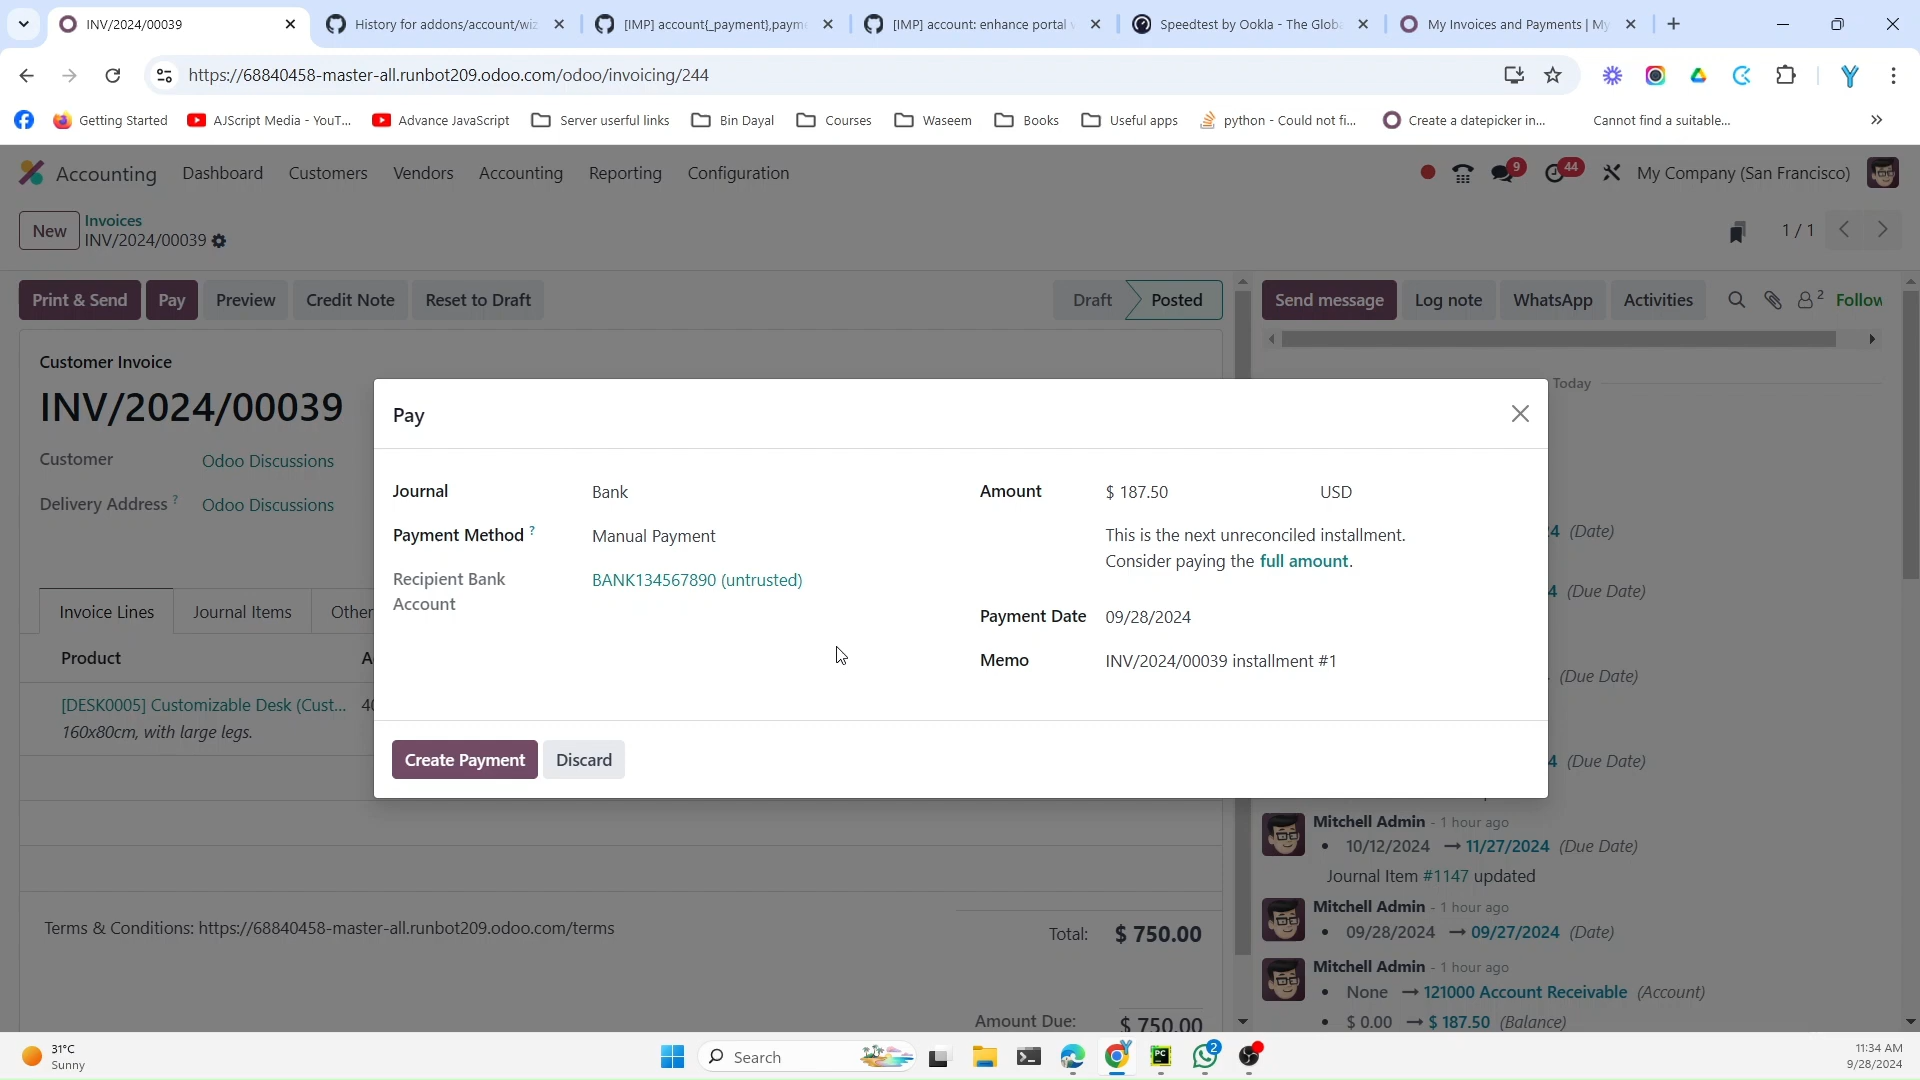 INV/2024/00039
History for addons/account/wiz
[IMP] account{_payment},payme
[IMP] account: enhance portal v
Speedtest by Ookla - The Globa
My Invoices and Payments | My
https://68840458-master-all.runbot209.odoo.com/odoo/invoicing/244
Getting Started
AJScript Media - YouT...
Advance JavaScript
Server userful links
Bin Dayal
Courses
Waseem
Books
Useful apps
python - Could not fi...
Create a datepicker in...
Cannot find a suitable...
»
Accounting
Dashboard
Customers
Vendors
Accounting
Reporting
Configuration
9
44
My Company (San Francisco)
New
Invoices
INV/2024/00039
1 / 1
Print & Send
Pay
Preview
Credit Note
Reset to Draft
Draft
Posted
Send message
Log note
WhatsApp
Activities
2
Follow
Customer Invoice
INV/2024/00039
Customer
Odoo Discussions
Delivery Address ?
Odoo Discussions
Invoice Lines
Journal Items
Other
Product
A
[DESK0005] Customizable Desk (Cust...
40
160x80cm, with large legs.
Pay
Journal
Bank
Payment Method ?
Manual Payment
Recipient Bank
Account
BANK134567890 (untrusted)
Amount
$ 187.50
USD
This is the next unreconciled installment.
Consider paying the full amount.
Payment Date
09/28/2024
Memo
INV/2024/00039 installment #1
Create Payment
Discard
Today
4 (Date)
4 (Due Date)
(Due Date)
4 (Due Date)
Mitchell Admin - 1 hour ago
• 10/12/2024 → 11/27/2024 (Due Date)
Journal Item #1147 updated
Mitchell Admin - 1 hour ago
• 09/28/2024 → 09/27/2024 (Date)
Mitchell Admin - 1 hour ago
• None → 121000 Account Receivable (Account)
• $ 0.00 → $ 187.50 (Balance)
Terms & Conditions: https://68840458-master-all.runbot209.odoo.com/terms
Total:
$ 750.00
Amount Due:
$ 750.00
31°C
Sunny
Search
PC
2
11:34 AM
9/28/2024